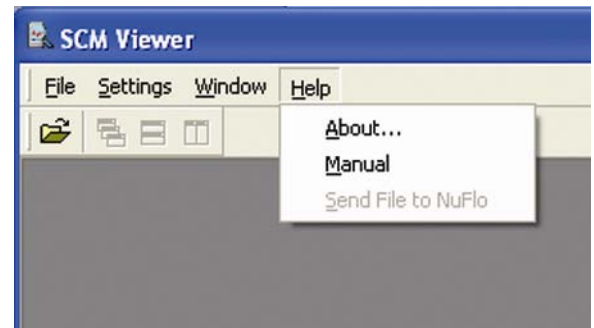 SCM Viewer
File Settings Window Help
About...
Manual
Send File to NuFlo